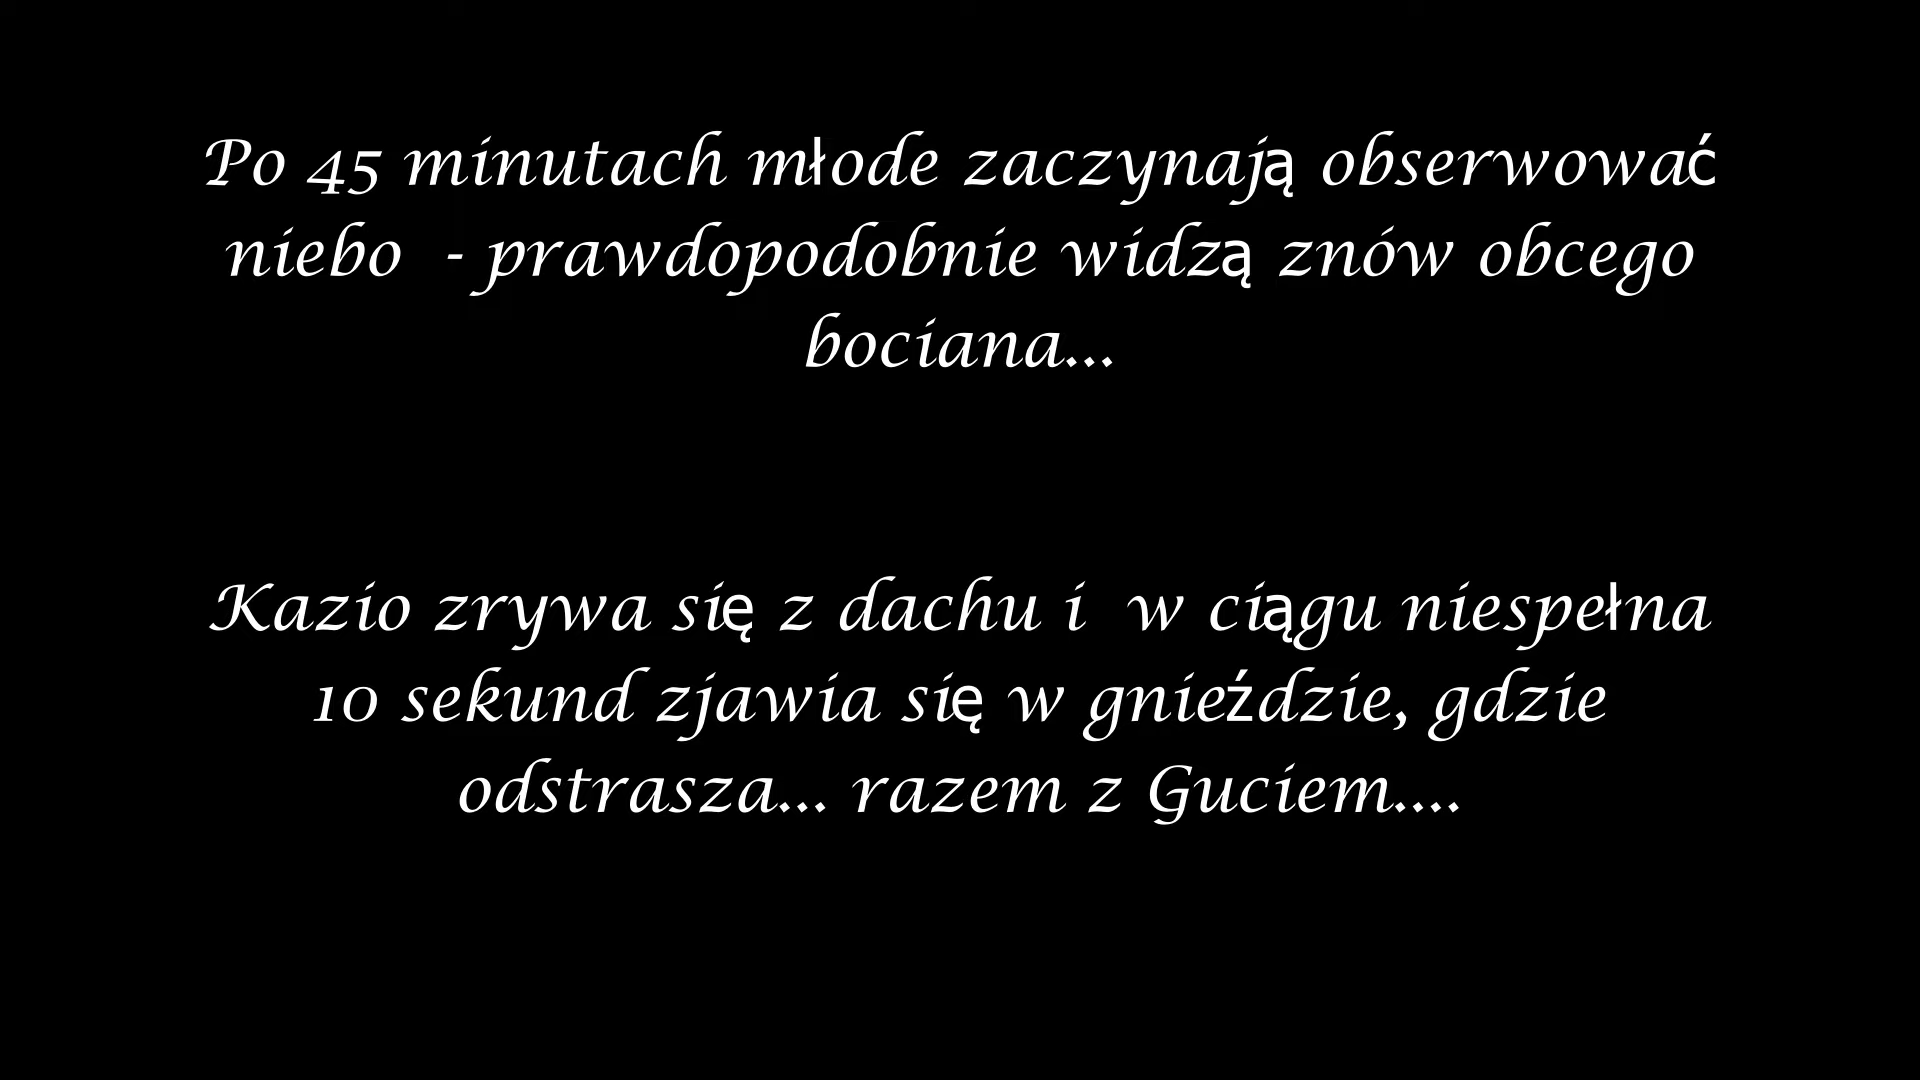 Po 45 minutach młode zaczynają obserwować
niebo  - prawdopodobnie widzą znów obcego
bociana...
Kazio zrywa się z dachu i  w ciągu niespełna
10 sekund zjawia się w gnieździe, gdzie
odstrasza... razem z Guciem....